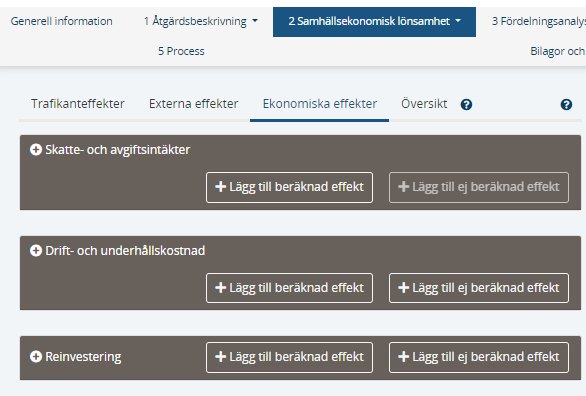 Generell information 1 Åtgärdsbeskrivning 2 Samhällsekonomisk lönsamhet 3 Fördelningsanalys
5 Process Bilagor och
Trafikanteffekter Externa effekter Ekonomiska effekter Översikt
Skatte- och avgiftsintäkter
Lägg till beräknad effekt Lägg till ej beräknad effekt
Drift- och underhållskostnad
Lägg till beräknad effekt Lägg till ej beräknad effekt
Reinvestering Lägg till beräknad effekt Lägg till ej beräknad effekt